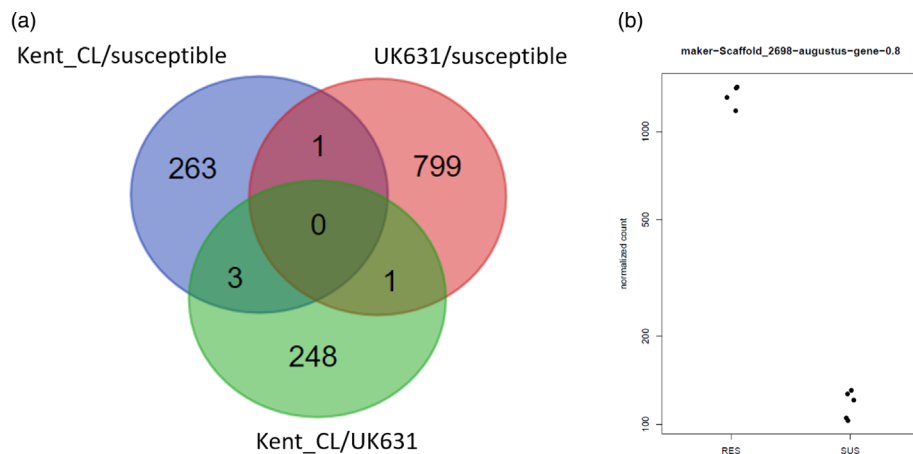 (a)
Kent_CL/susceptible
UK631/susceptible
263
1
799
0
3
1
248
Kent_CL/UK631
(b)
maker−Scaffold_2698−augustus−gene−0.8
normalized count
1000
500
200
100
RES
SUS